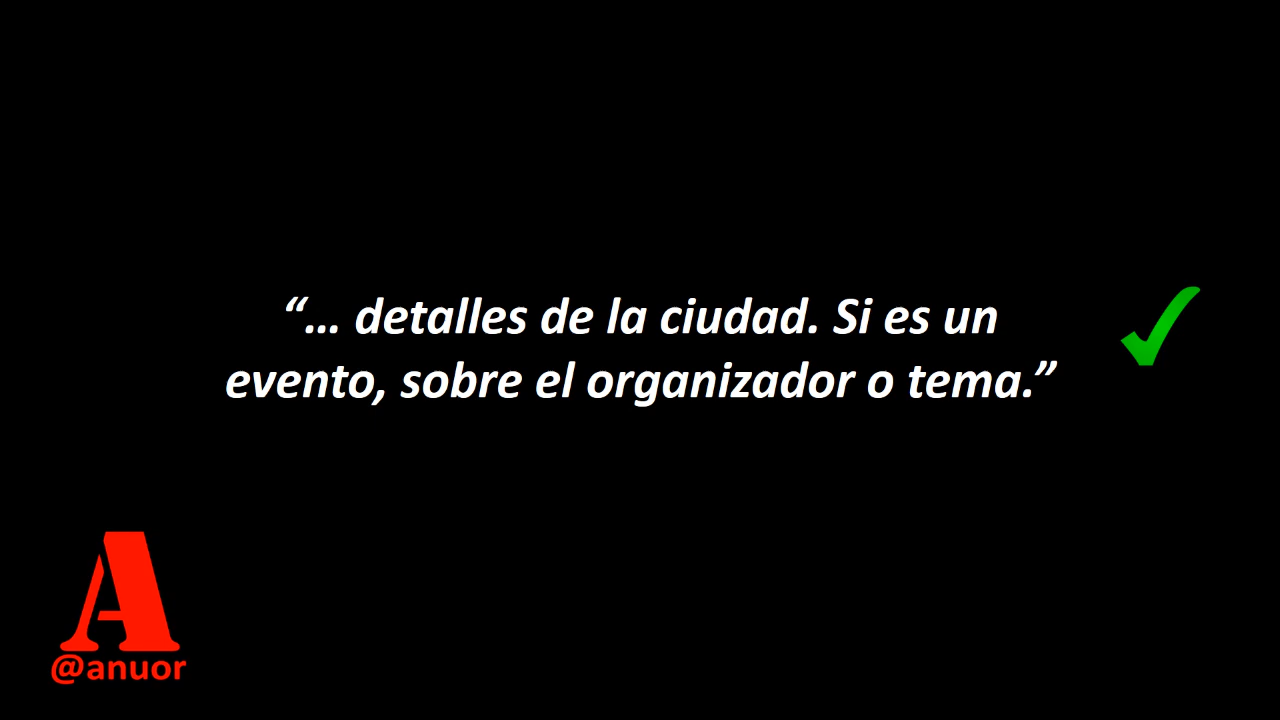 “... detalles de la ciudad. Si es un
evento, sobre el organizador o tema.”
A
@anuor